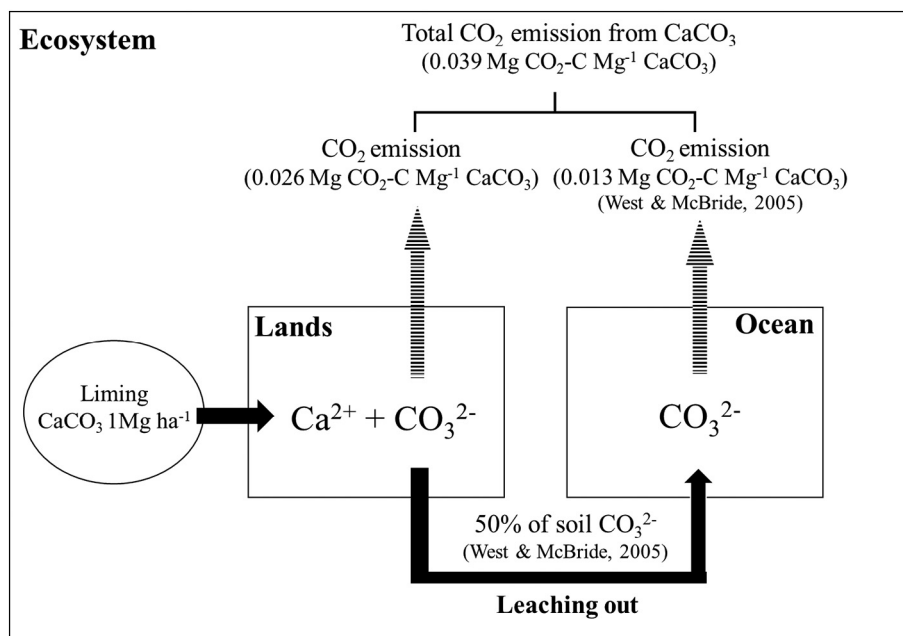 Ecosystem
Total CO₂ emission from CaCO₃
(0.039 Mg CO₂-C Mg⁻¹ CaCO₃)
CO₂ emission
(0.026 Mg CO₂-C Mg⁻¹ CaCO₃)
CO₂ emission
(0.013 Mg CO₂-C Mg⁻¹ CaCO₃)
(West & McBride, 2005)
Lands
Ocean
Liming
CaCO₃ 1Mg ha⁻¹
Ca²⁺ + CO₃²⁻
CO₃²⁻
50% of soil CO₃²⁻
(West & McBride, 2005)
Leaching out